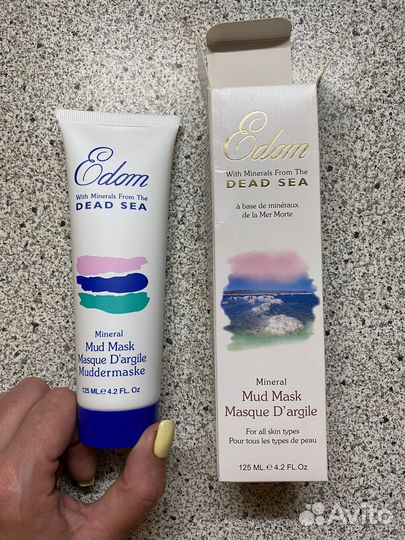 Edom
With Minerals From The
DEAD SEA
Mineral
Mud Mask
Masque D'argile
Muddermaske
125 ML.e 4.2 FL. Oz
Edom
With Minerals From The
DEAD SEA
à base de minéraux
de la Mer Morte
Mineral
Mud Mask
Masque D'argile
For all skin types
Pour tous les types de peau
125 ML.e 4.2 FL.Oz
Avito